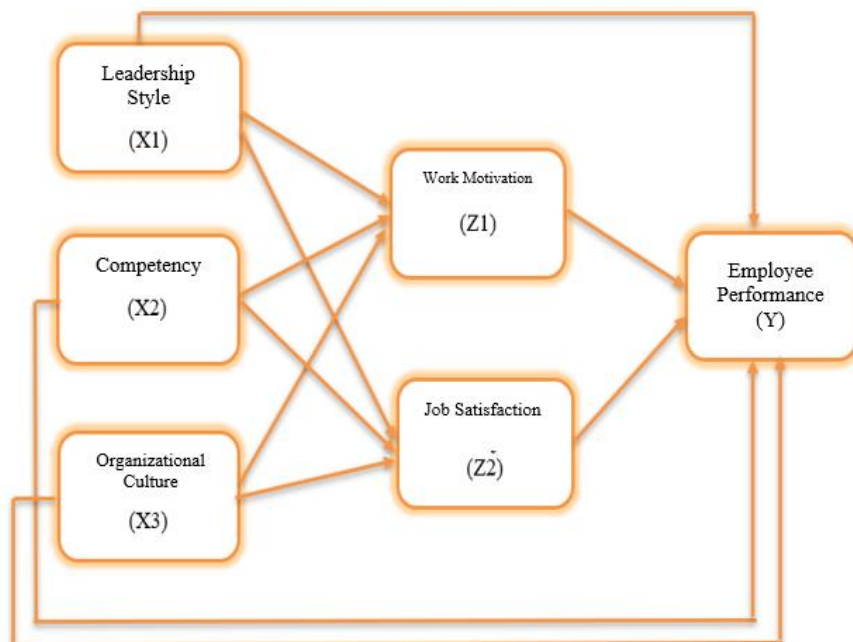 Leadership
Style
(X1)
Competency
(X2)
Organizational
Culture
(X3)
Work Motivation
(Z1)
Job Satisfaction
(Z2)
Employee
Performance
(Y)